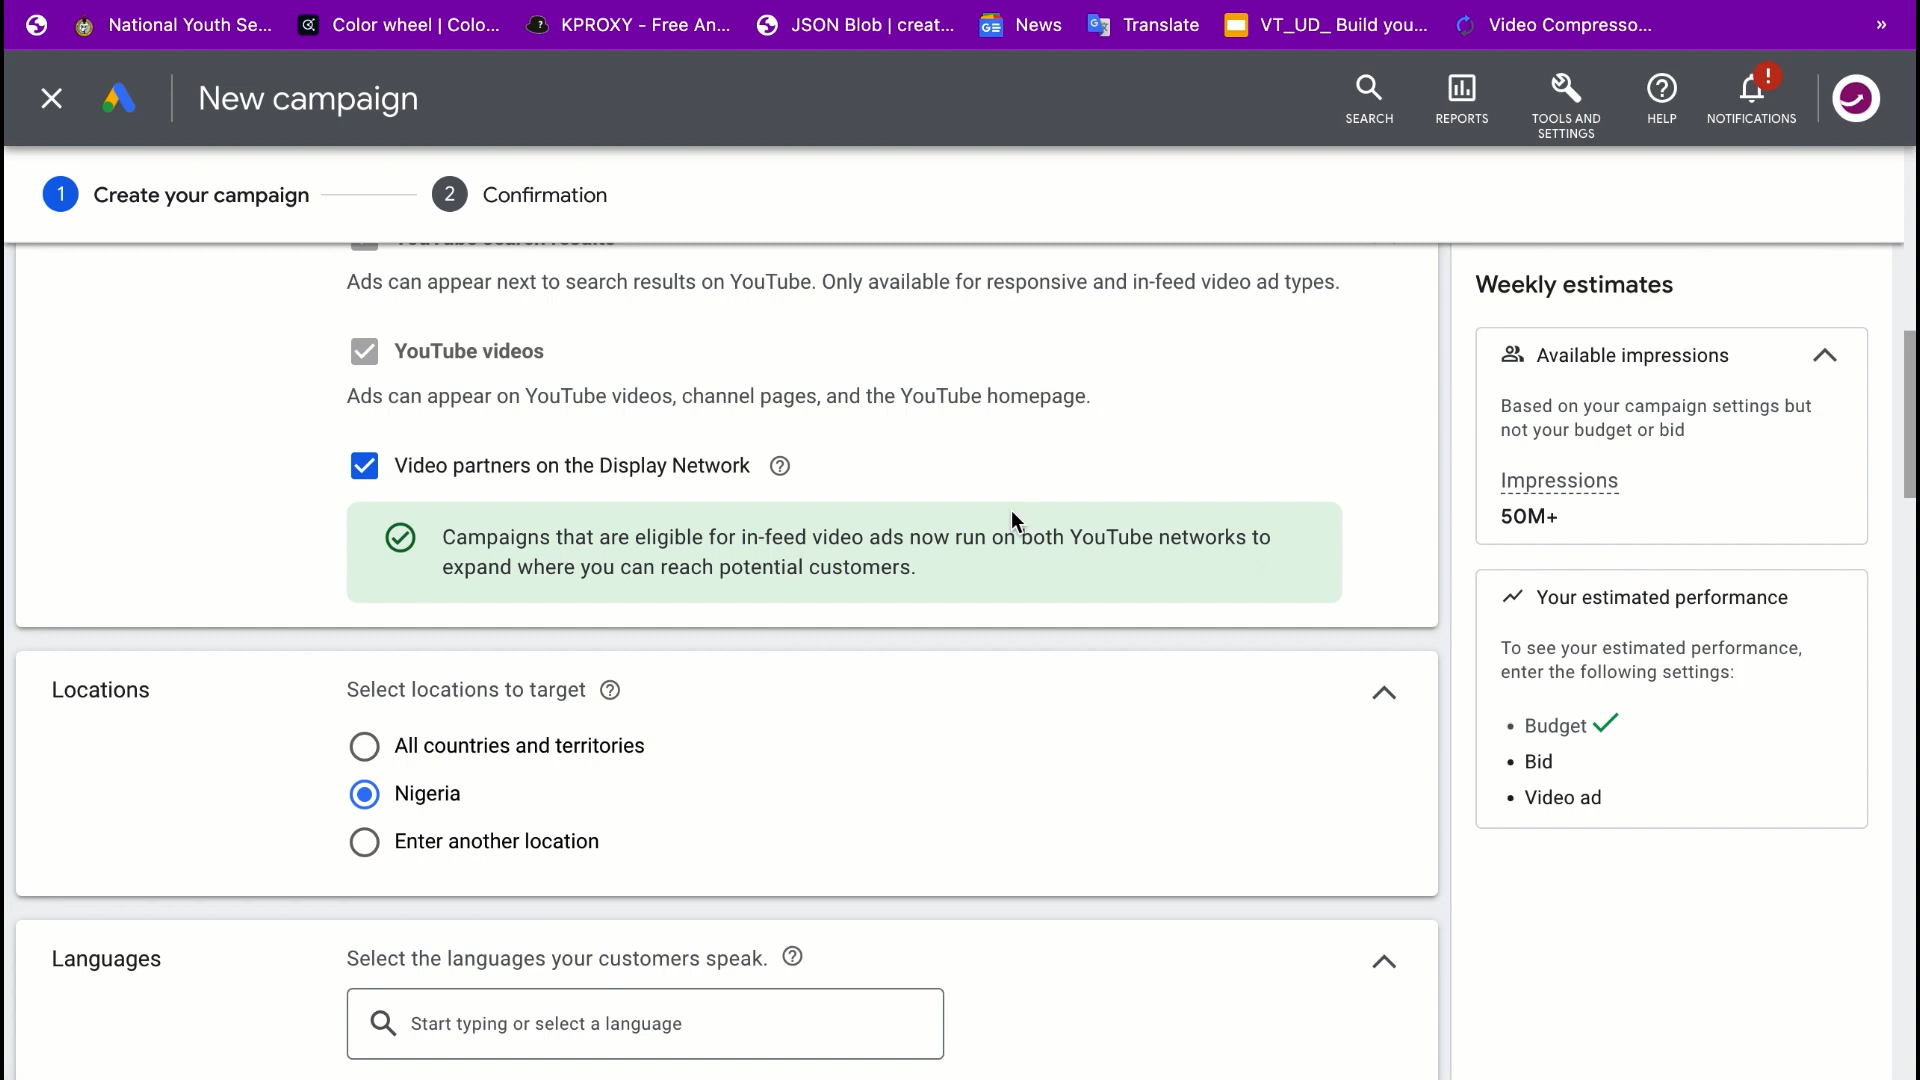 National Youth Se...
Color wheel | Colo...
KPROXY - Free An...
JSON Blob | creat...
News
Translate
VT_UD_ Build you...
Video Compresso...
»
New campaign
SEARCH
REPORTS
TOOLS AND
SETTINGS
HELP
NOTIFICATIONS
1 Create your campaign
2 Confirmation
YouTube search results
Ads can appear next to search results on YouTube. Only available for responsive and in-feed video ad types.
YouTube videos
Ads can appear on YouTube videos, channel pages, and the YouTube homepage.
Video partners on the Display Network
Campaigns that are eligible for in-feed video ads now run on both YouTube networks to
expand where you can reach potential customers.
Locations
Select locations to target
All countries and territories
Nigeria
Enter another location
Languages
Select the languages your customers speak.
Start typing or select a language
Weekly estimates
Available impressions
Based on your campaign settings but
not your budget or bid
Impressions
50M+
Your estimated performance
To see your estimated performance,
enter the following settings:
• Budget
• Bid
• Video ad